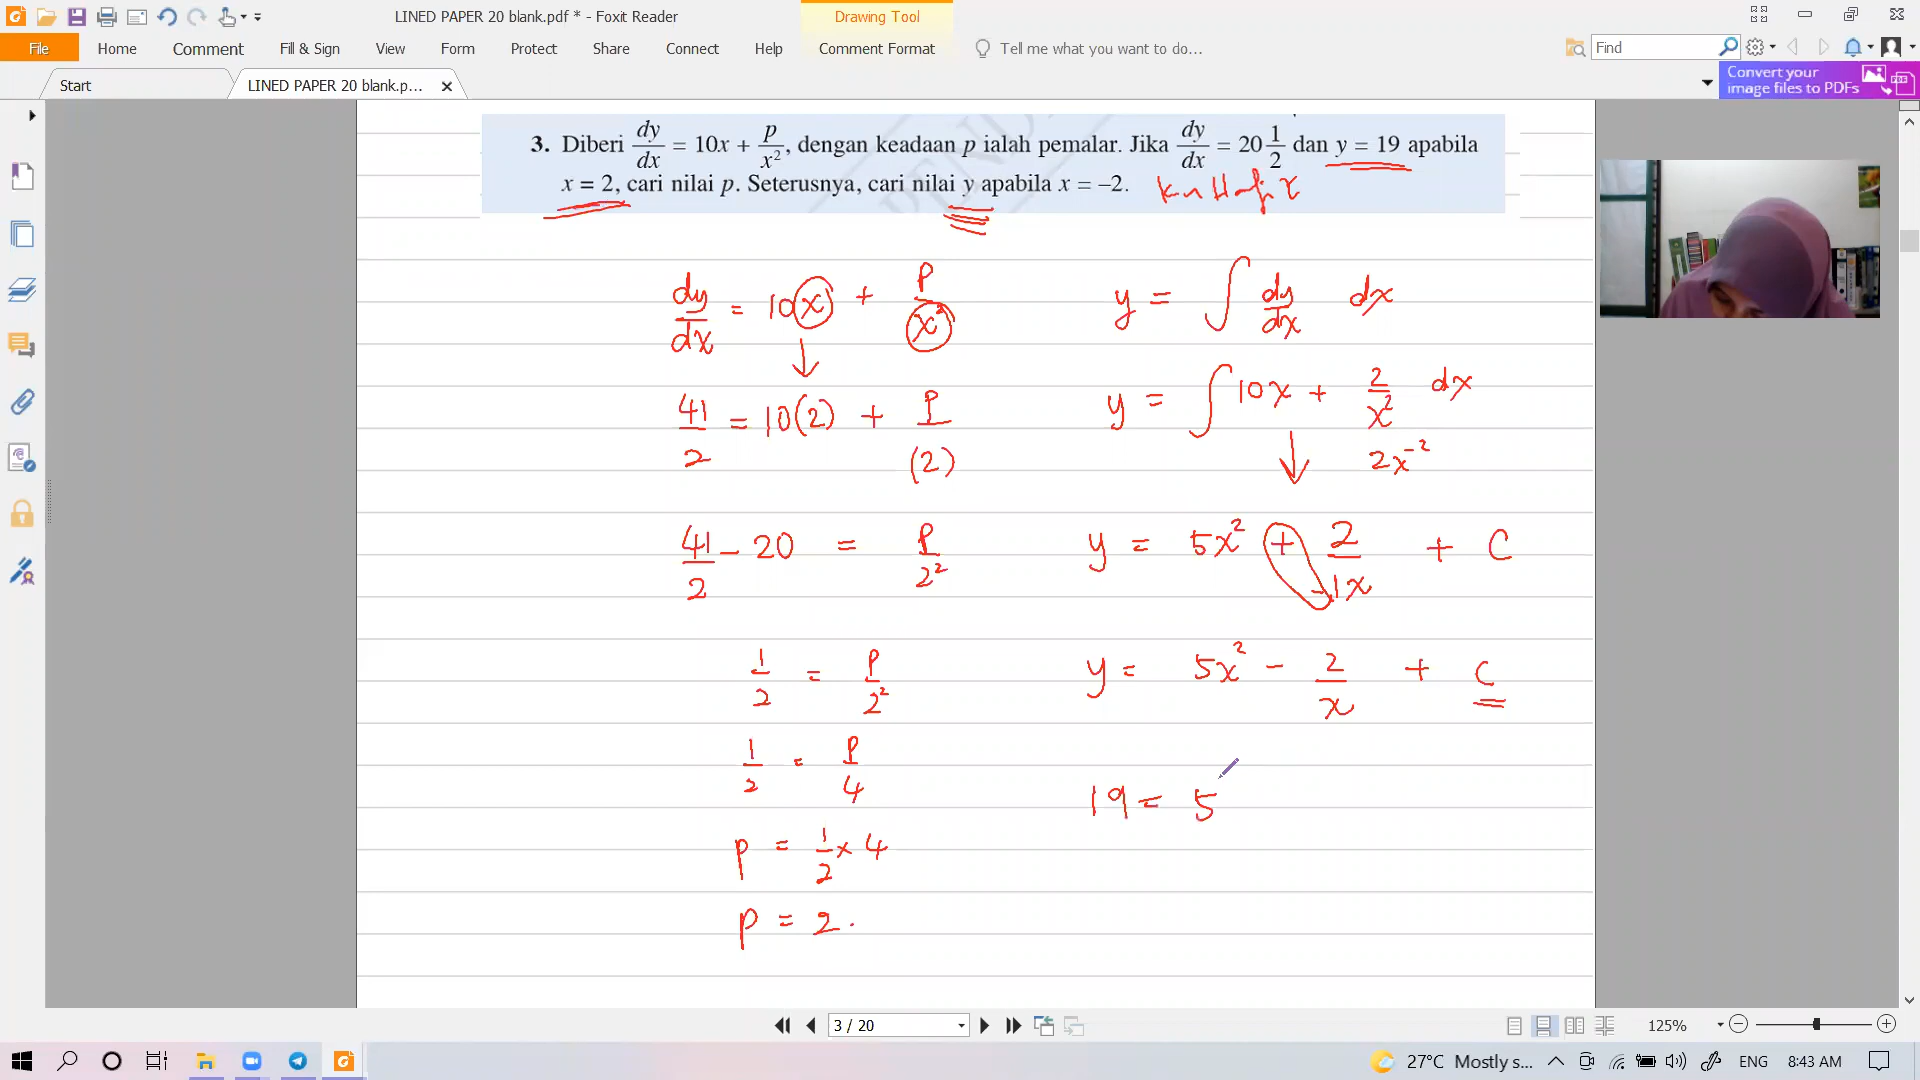 LINED PAPER 20 blank.pdf * - Foxit Reader
Drawing Tool
File Home Comment Fill & Sign View Form Protect Share Connect Help Comment Format Tell me what you want to do... Find
Start LINED PAPER 20 blank.p...
Convert your
image files to PDFs
3. Diberi dy/dx = 10x + p/x², dengan keadaan p ialah pemalar. Jika dy/dx = 20 1/2 dan y = 19 apabila
x = 2, cari nilai p. Seterusnya, cari nilai y apabila x = –2.
dy/dx = 10x + p/x²
41/2 = 10(2) + p/(2)
41/2 - 20 = p/2²
1/2 = p/2²
1/2 = p/4
p = 1/2 × 4
p = 2.
y = ∫ dy/dx dx
y = ∫ 10x + 2/x² dx
2x⁻²
y = 5x² + 2/-1x + C
y = 5x² - 2/x + C
19 = 5
3 / 20
125%
27°C Mostly s...
ENG
8:43 AM